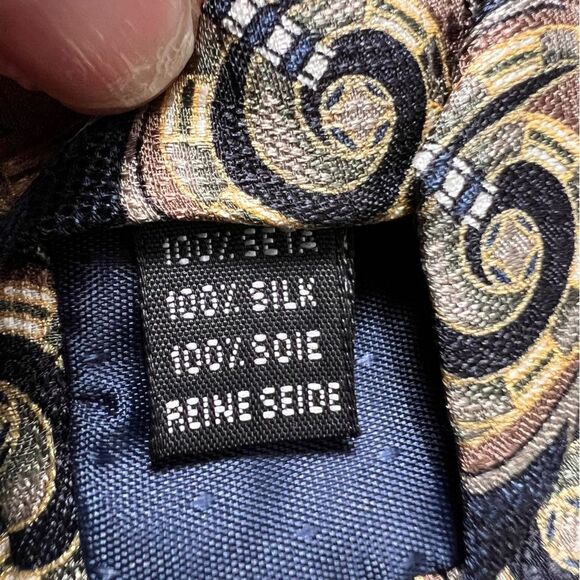 100% SETA
100% SILK
100% SOIE
REINE SEIDE